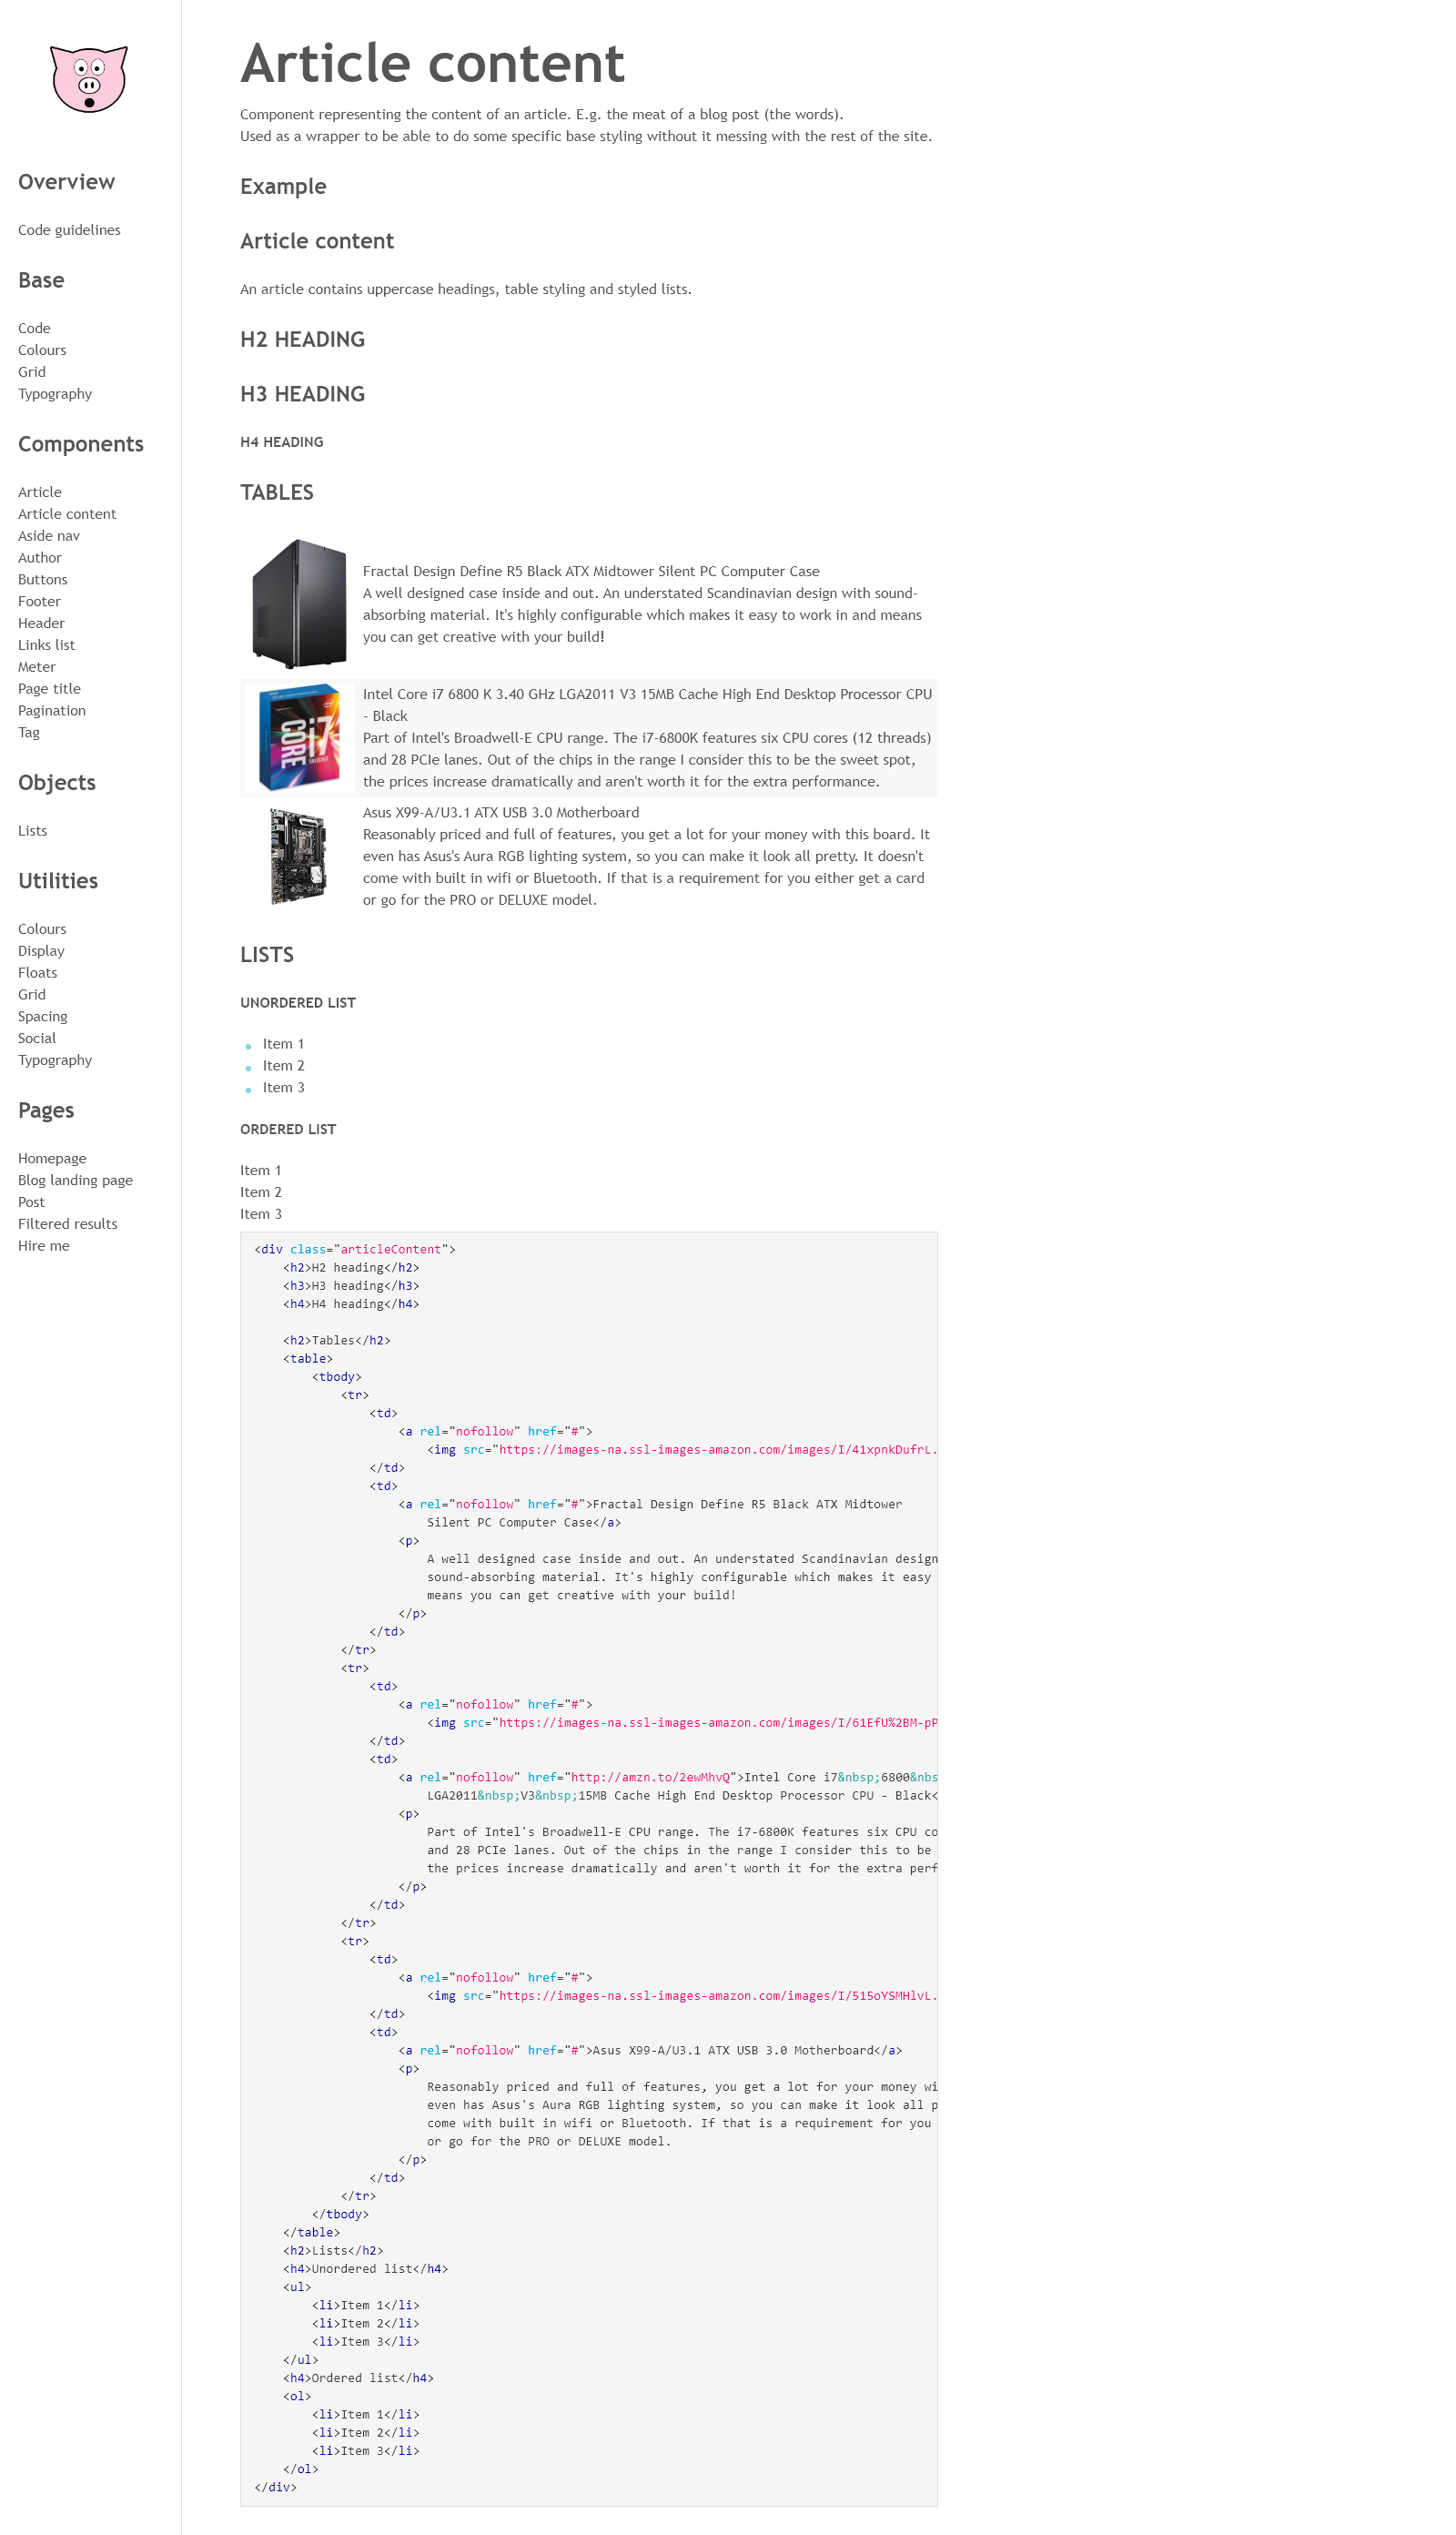 Overview
Code guidelines
Base
Code
Colours
Grid
Typography
Components
Article
Article content
Aside nav
Author
Buttons
Footer
Header
Links list
Meter
Page title
Pagination
Tag
Objects
Lists
Utilities
Colours
Display
Floats
Grid
Spacing
Social
Typography
Pages
Homepage
Blog landing page
Post
Filtered results
Hire me
Article content
Component representing the content of an article. E.g. the meat of a blog post (the words).
Used as a wrapper to be able to do some specific base styling without it messing with the rest of the site.
Example
Article content
An article contains uppercase headings, table styling and styled lists.
H2 HEADING
H3 HEADING
H4 HEADING
TABLES
Fractal Design Define R5 Black ATX Midtower Silent PC Computer Case
A well designed case inside and out. An understated Scandinavian design with sound-
absorbing material. It's highly configurable which makes it easy to work in and means
you can get creative with your build!
CORE i7
Intel Core i7 6800 K 3.40 GHz LGA2011 V3 15MB Cache High End Desktop Processor CPU
- Black
Part of Intel's Broadwell-E CPU range. The i7-6800K features six CPU cores (12 threads)
and 28 PCIe lanes. Out of the chips in the range I consider this to be the sweet spot,
the prices increase dramatically and aren't worth it for the extra performance.
Asus X99-A/U3.1 ATX USB 3.0 Motherboard
Reasonably priced and full of features, you get a lot for your money with this board. It
even has Asus's Aura RGB lighting system, so you can make it look all pretty. It doesn't
come with built in wifi or Bluetooth. If that is a requirement for you either get a card
or go for the PRO or DELUXE model.
LISTS
UNORDERED LIST
Item 1
Item 2
Item 3
ORDERED LIST
Item 1
Item 2
Item 3
<div class="articleContent">
    <h2>H2 heading</h2>
    <h3>H3 heading</h3>
    <h4>H4 heading</h4>

    <h2>Tables</h2>
    <table>
        <tbody>
            <tr>
                <td>
                    <a rel="nofollow" href="#">
                        <img src="https://images-na.ssl-images-amazon.com/images/I/41xpnkDufrL.
                </td>
                <td>
                    <a rel="nofollow" href="#">Fractal Design Define R5 Black ATX Midtower
                        Silent PC Computer Case</a>
                    <p>
                        A well designed case inside and out. An understated Scandinavian design
                        sound-absorbing material. It's highly configurable which makes it easy
                        means you can get creative with your build!
                    </p>
                </td>
            </tr>
            <tr>
                <td>
                    <a rel="nofollow" href="#">
                        <img src="https://images-na.ssl-images-amazon.com/images/I/61EfU%2BM-pP
                </td>
                <td>
                    <a rel="nofollow" href="http://amzn.to/2ewMhvQ">Intel Core i7&nbsp;6800&nbs
                        LGA2011&nbsp;V3&nbsp;15MB Cache High End Desktop Processor CPU - Black<
                    <p>
                        Part of Intel's Broadwell-E CPU range. The i7-6800K features six CPU co
                        and 28 PCIe lanes. Out of the chips in the range I consider this to be
                        the prices increase dramatically and aren't worth it for the extra perf
                    </p>
                </td>
            </tr>
            <tr>
                <td>
                    <a rel="nofollow" href="#">
                        <img src="https://images-na.ssl-images-amazon.com/images/I/515oYSMHlvL.
                </td>
                <td>
                    <a rel="nofollow" href="#">Asus X99-A/U3.1 ATX USB 3.0 Motherboard</a>
                    <p>
                        Reasonably priced and full of features, you get a lot for your money wi
                        even has Asus's Aura RGB lighting system, so you can make it look all p
                        come with built in wifi or Bluetooth. If that is a requirement for you
                        or go for the PRO or DELUXE model.
                    </p>
                </td>
            </tr>
        </tbody>
    </table>
    <h2>Lists</h2>
    <h4>Unordered list</h4>
    <ul>
        <li>Item 1</li>
        <li>Item 2</li>
        <li>Item 3</li>
    </ul>
    <h4>Ordered list</h4>
    <ol>
        <li>Item 1</li>
        <li>Item 2</li>
        <li>Item 3</li>
    </ol>
</div>